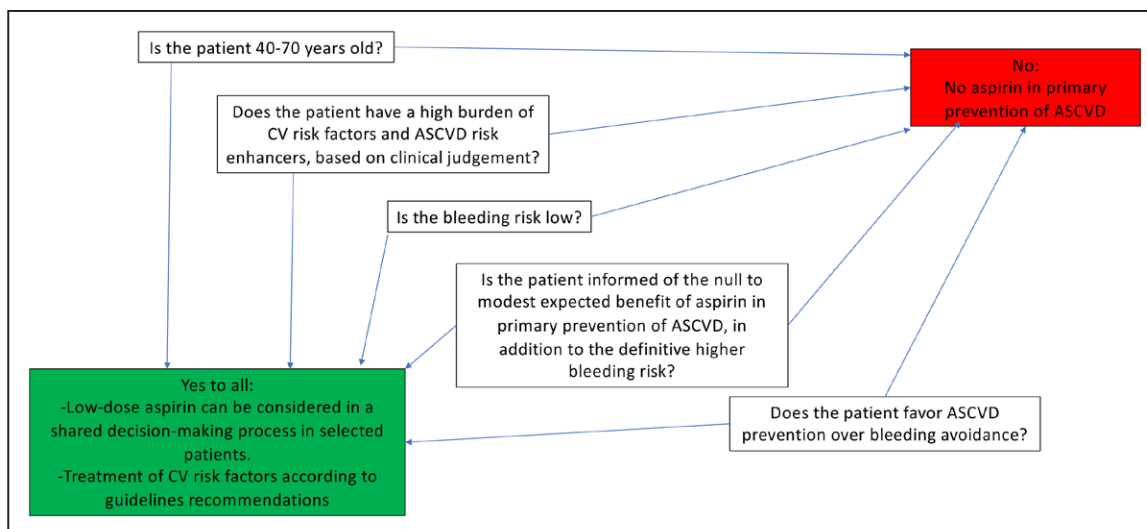 Is the patient 40-70 years old?
No:
No aspirin in primary
prevention of ASCVD
Does the patient have a high burden of
CV risk factors and ASCVD risk
enhancers, based on clinical judgement?
Is the bleeding risk low?
Is the patient informed of the null to
modest expected benefit of aspirin in
primary prevention of ASCVD, in
addition to the definitive higher
bleeding risk?
Yes to all:
-Low-dose aspirin can be considered in a
shared decision-making process in selected
patients.
-Treatment of CV risk factors according to
guidelines recommendations
Does the patient favor ASCVD
prevention over bleeding avoidance?